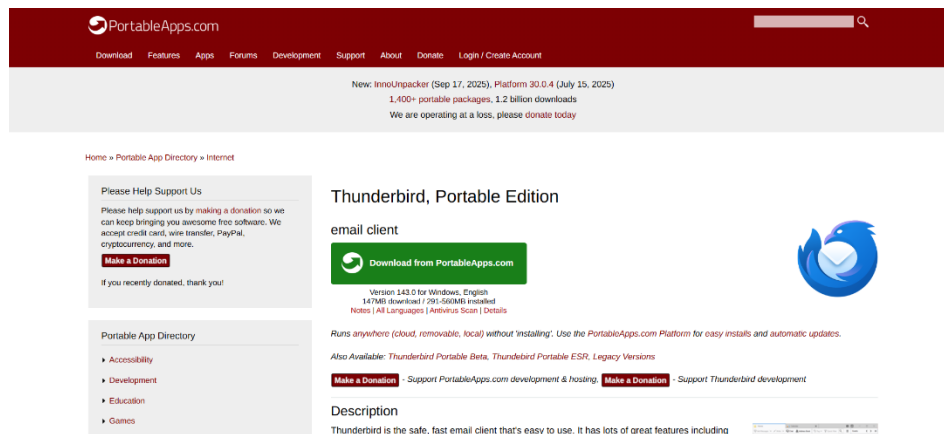 PortableApps.com
Download Features Apps Forums Development Support About Donate Login / Create Account
New: InnoUnpacker (Sep 17, 2025), Platform 30.0.4 (July 15, 2025)
1,400+ portable packages, 1.2 billion downloads
We are operating at a loss, please donate today
Home » Portable App Directory » Internet
Please Help Support Us
Please help support us by making a donation so we
can keep bringing you awesome free software. We
accept credit card, wire transfer, PayPal,
cryptocurrency, and more.
Make a Donation
If you recently donated, thank you!
Portable App Directory
Accessibility
Development
Education
Games
Thunderbird, Portable Edition
email client
Download from PortableApps.com
Version 143.0 for Windows, English
147MB download / 291-560MB installed
Notes | All Languages | Antivirus Scan | Details
Runs anywhere (cloud, removable, local) without 'installing'. Use the PortableApps.com Platform for easy installs and automatic updates.
Also Available: Thunderbird Portable Beta, Thundebird Portable ESR, Legacy Versions
Make a Donation - Support PortableApps.com development & hosting, Make a Donation - Support Thunderbird development
Description
Thunderbird is the safe, fast email client that's easy to use. It has lots of great features including